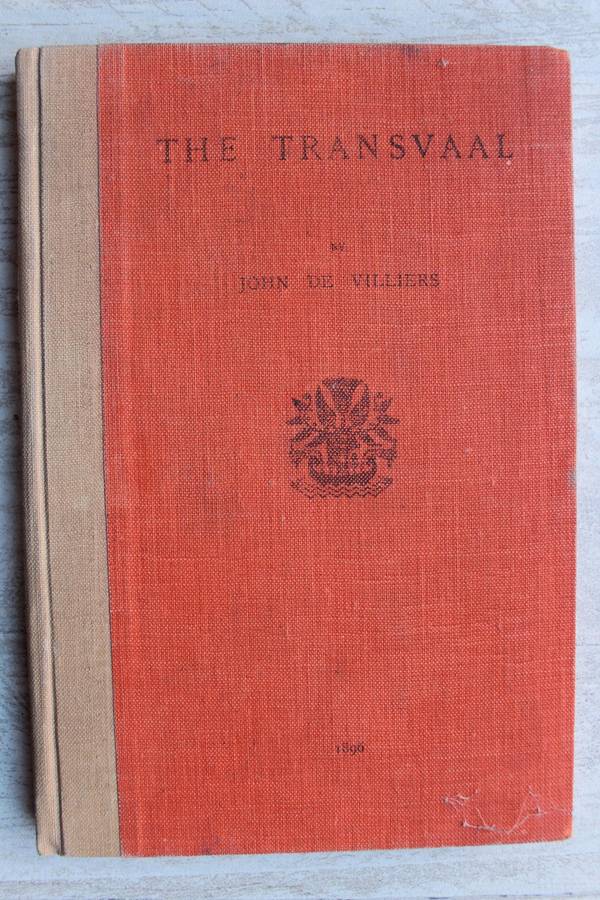 THE TRANSVAAL
BY
JOHN DE VILLIERS
1896